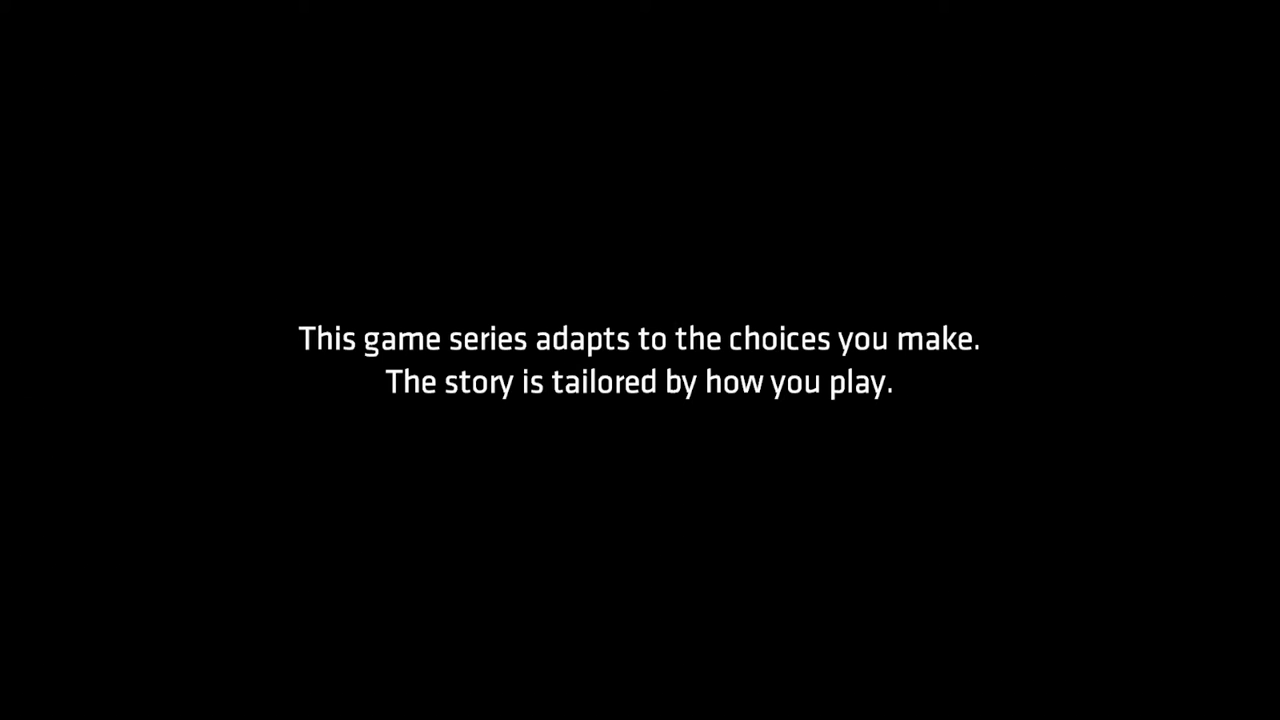 This game series adapts to the choices you make.
The story is tailored by how you play.